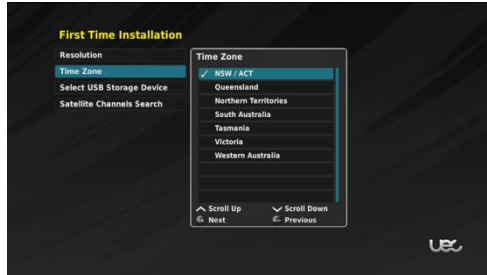 First Time Installation
Resolution
Time Zone
Select USB Storage Device
Satellite Channels Search
Time Zone
NSW / ACT
Queensland
Northern Territories
South Australia
Tasmania
Victoria
Western Australia
Scroll Up Scroll Down
Next Previous
UEC